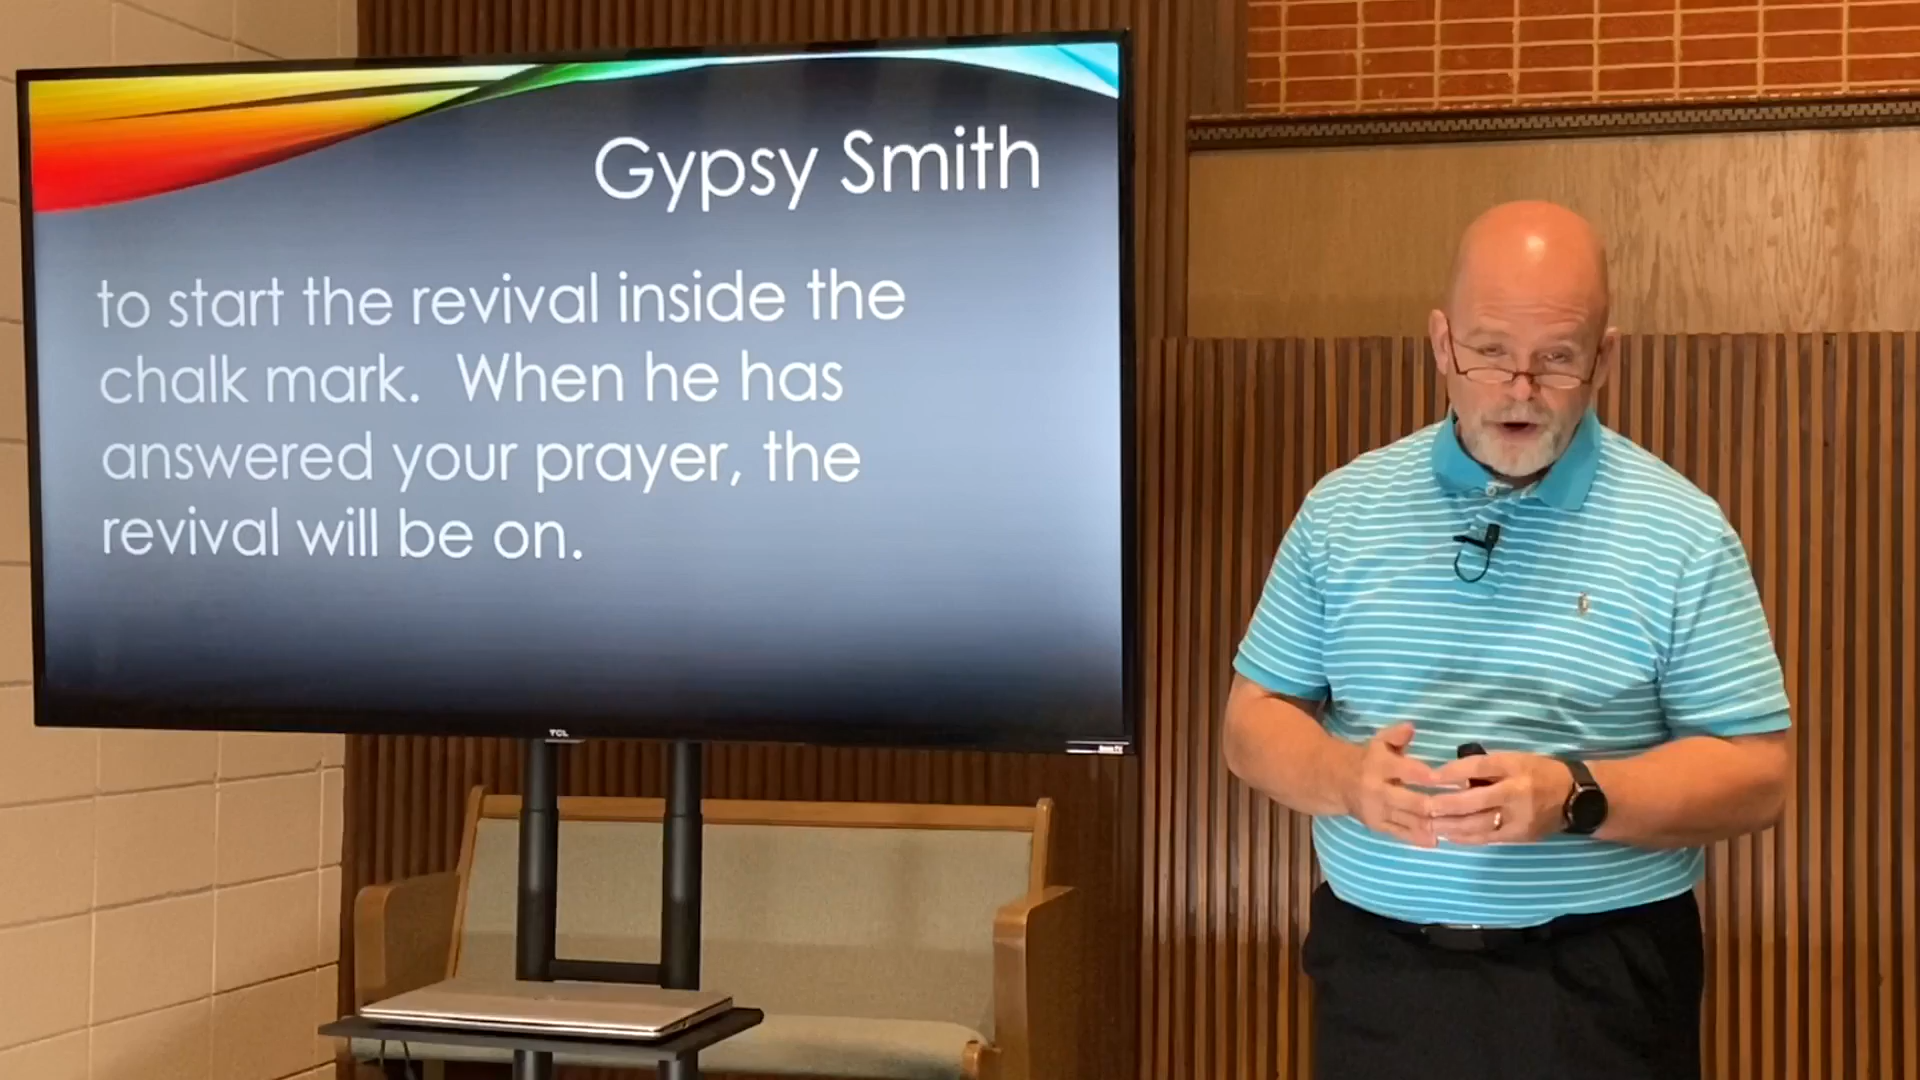 Gypsy Smith
to start the revival inside the
chalk mark.  When he has
answered your prayer, the
revival will be on.
TCL